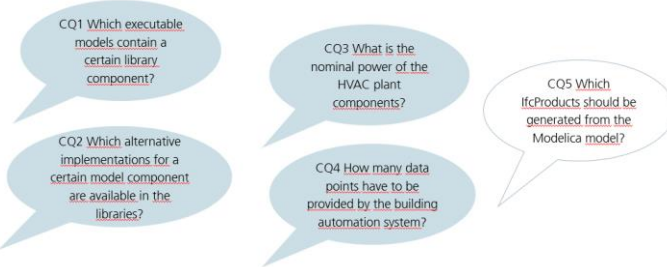 CQ1 Which executable
models contain a
certain library
component?
CQ2 Which alternative
implementations for a
certain model component
are available in the
libraries?
CQ3 What is the
nominal power of the
HVAC plant
components?
CQ4 How many data
points have to be
provided by the building
automation system?
CQ5 Which
IfcProducts should be
generated from the
Modelica model?